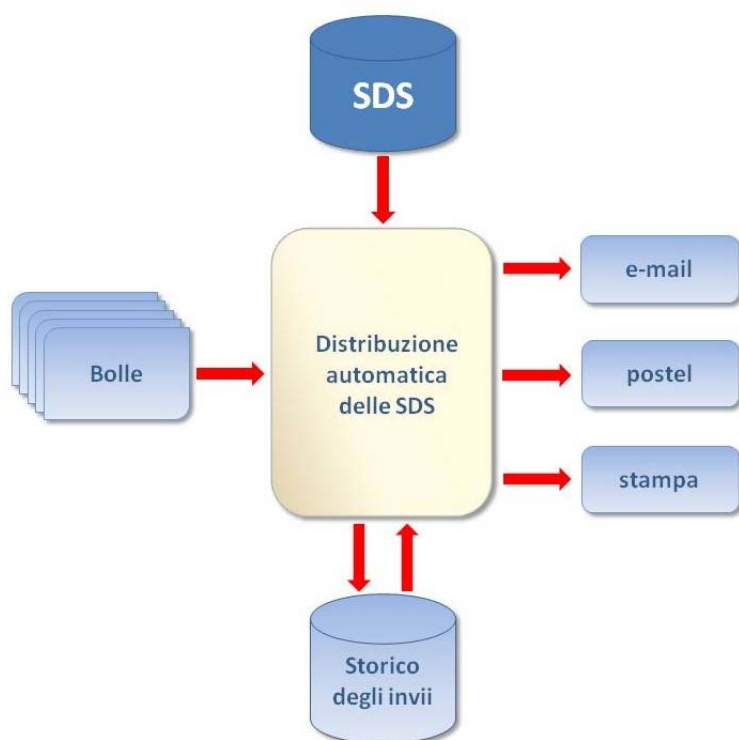 SDS
Bolle
Distribuzione
automatica
delle SDS
e-mail
postel
stampa
Storico
degli invii